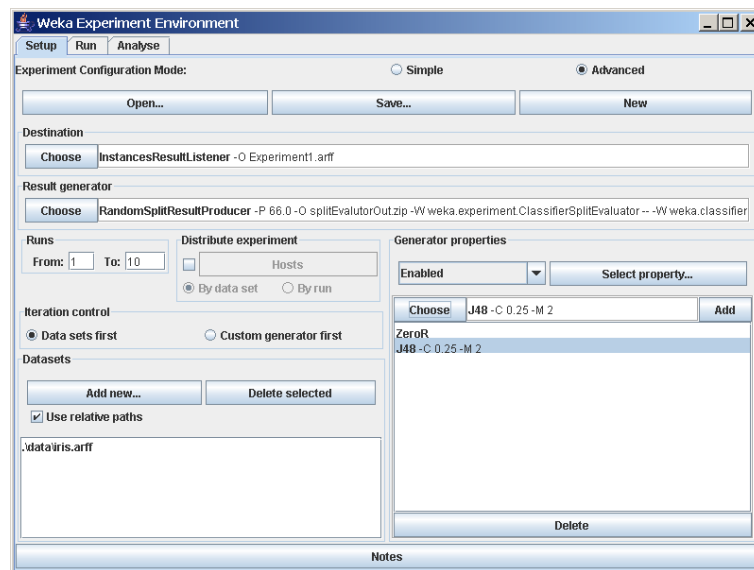 Weka Experiment Environment
Setup Run Analyse
Experiment Configuration Mode: Simple Advanced
Open... Save... New
Destination
Choose InstancesResultListener -O Experiment1.arff
Result generator
Choose RandomSplitResultProducer -P 66.0 -O splitEvalutorOut.zip -W weka.experiment.ClassifierSplitEvaluator -- -W weka.classifier
Runs
From: 1 To: 10
Distribute experiment
Hosts
By data set By run
Generator properties
Enabled Select property...
Choose J48 -C 0.25 -M 2 Add
ZeroR
J48 -C 0.25 -M 2
Delete
Iteration control
Data sets first Custom generator first
Datasets
Add new... Delete selected
Use relative paths
.\data\iris.arff
Notes